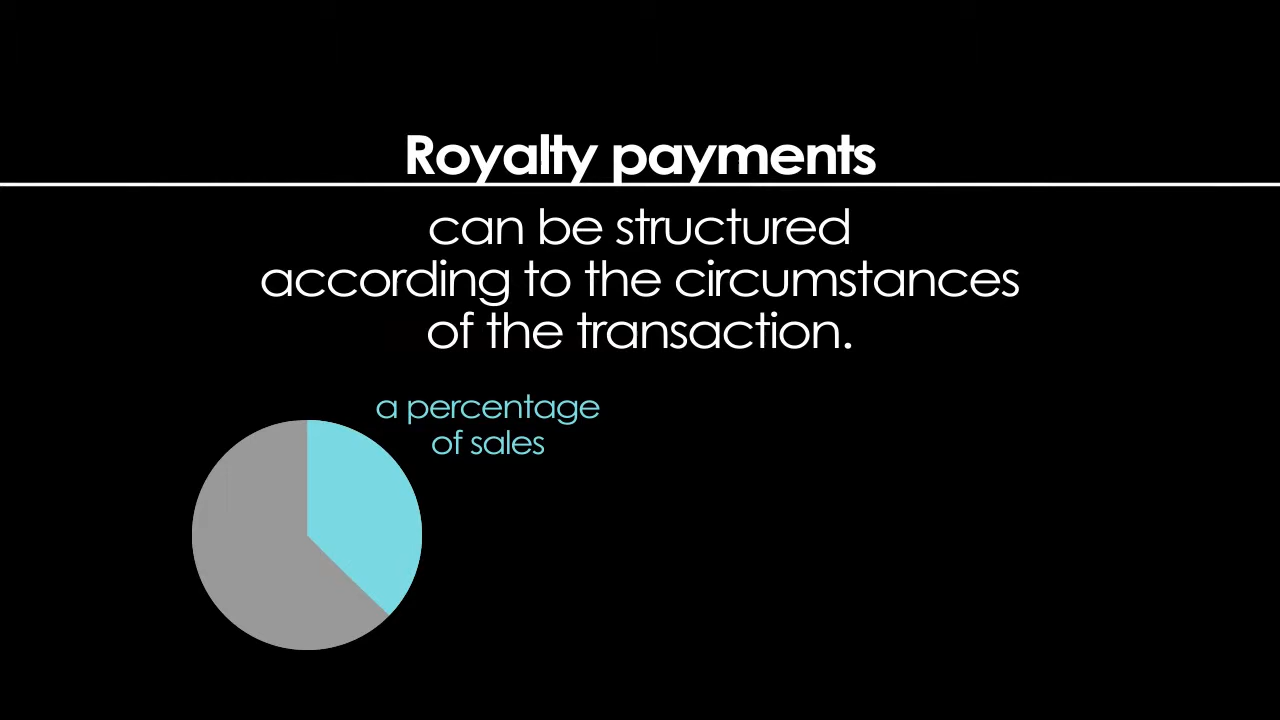 Royalty payments
can be structured
according to the circumstances
of the transaction.
a percentage
of sales